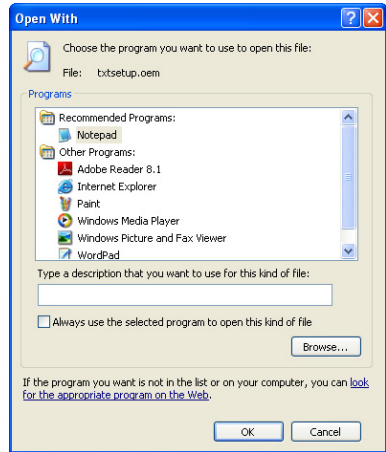 Open With
Choose the program you want to use to open this file:
File: txtsetup.oem
Programs
Recommended Programs:
Notepad
Other Programs:
Adobe Reader 8.1
Internet Explorer
Paint
Windows Media Player
Windows Picture and Fax Viewer
WordPad
Type a description that you want to use for this kind of file:
Always use the selected program to open this kind of file
Browse...
If the program you want is not in the list or on your computer, you can look
for the appropriate program on the Web.
OK Cancel